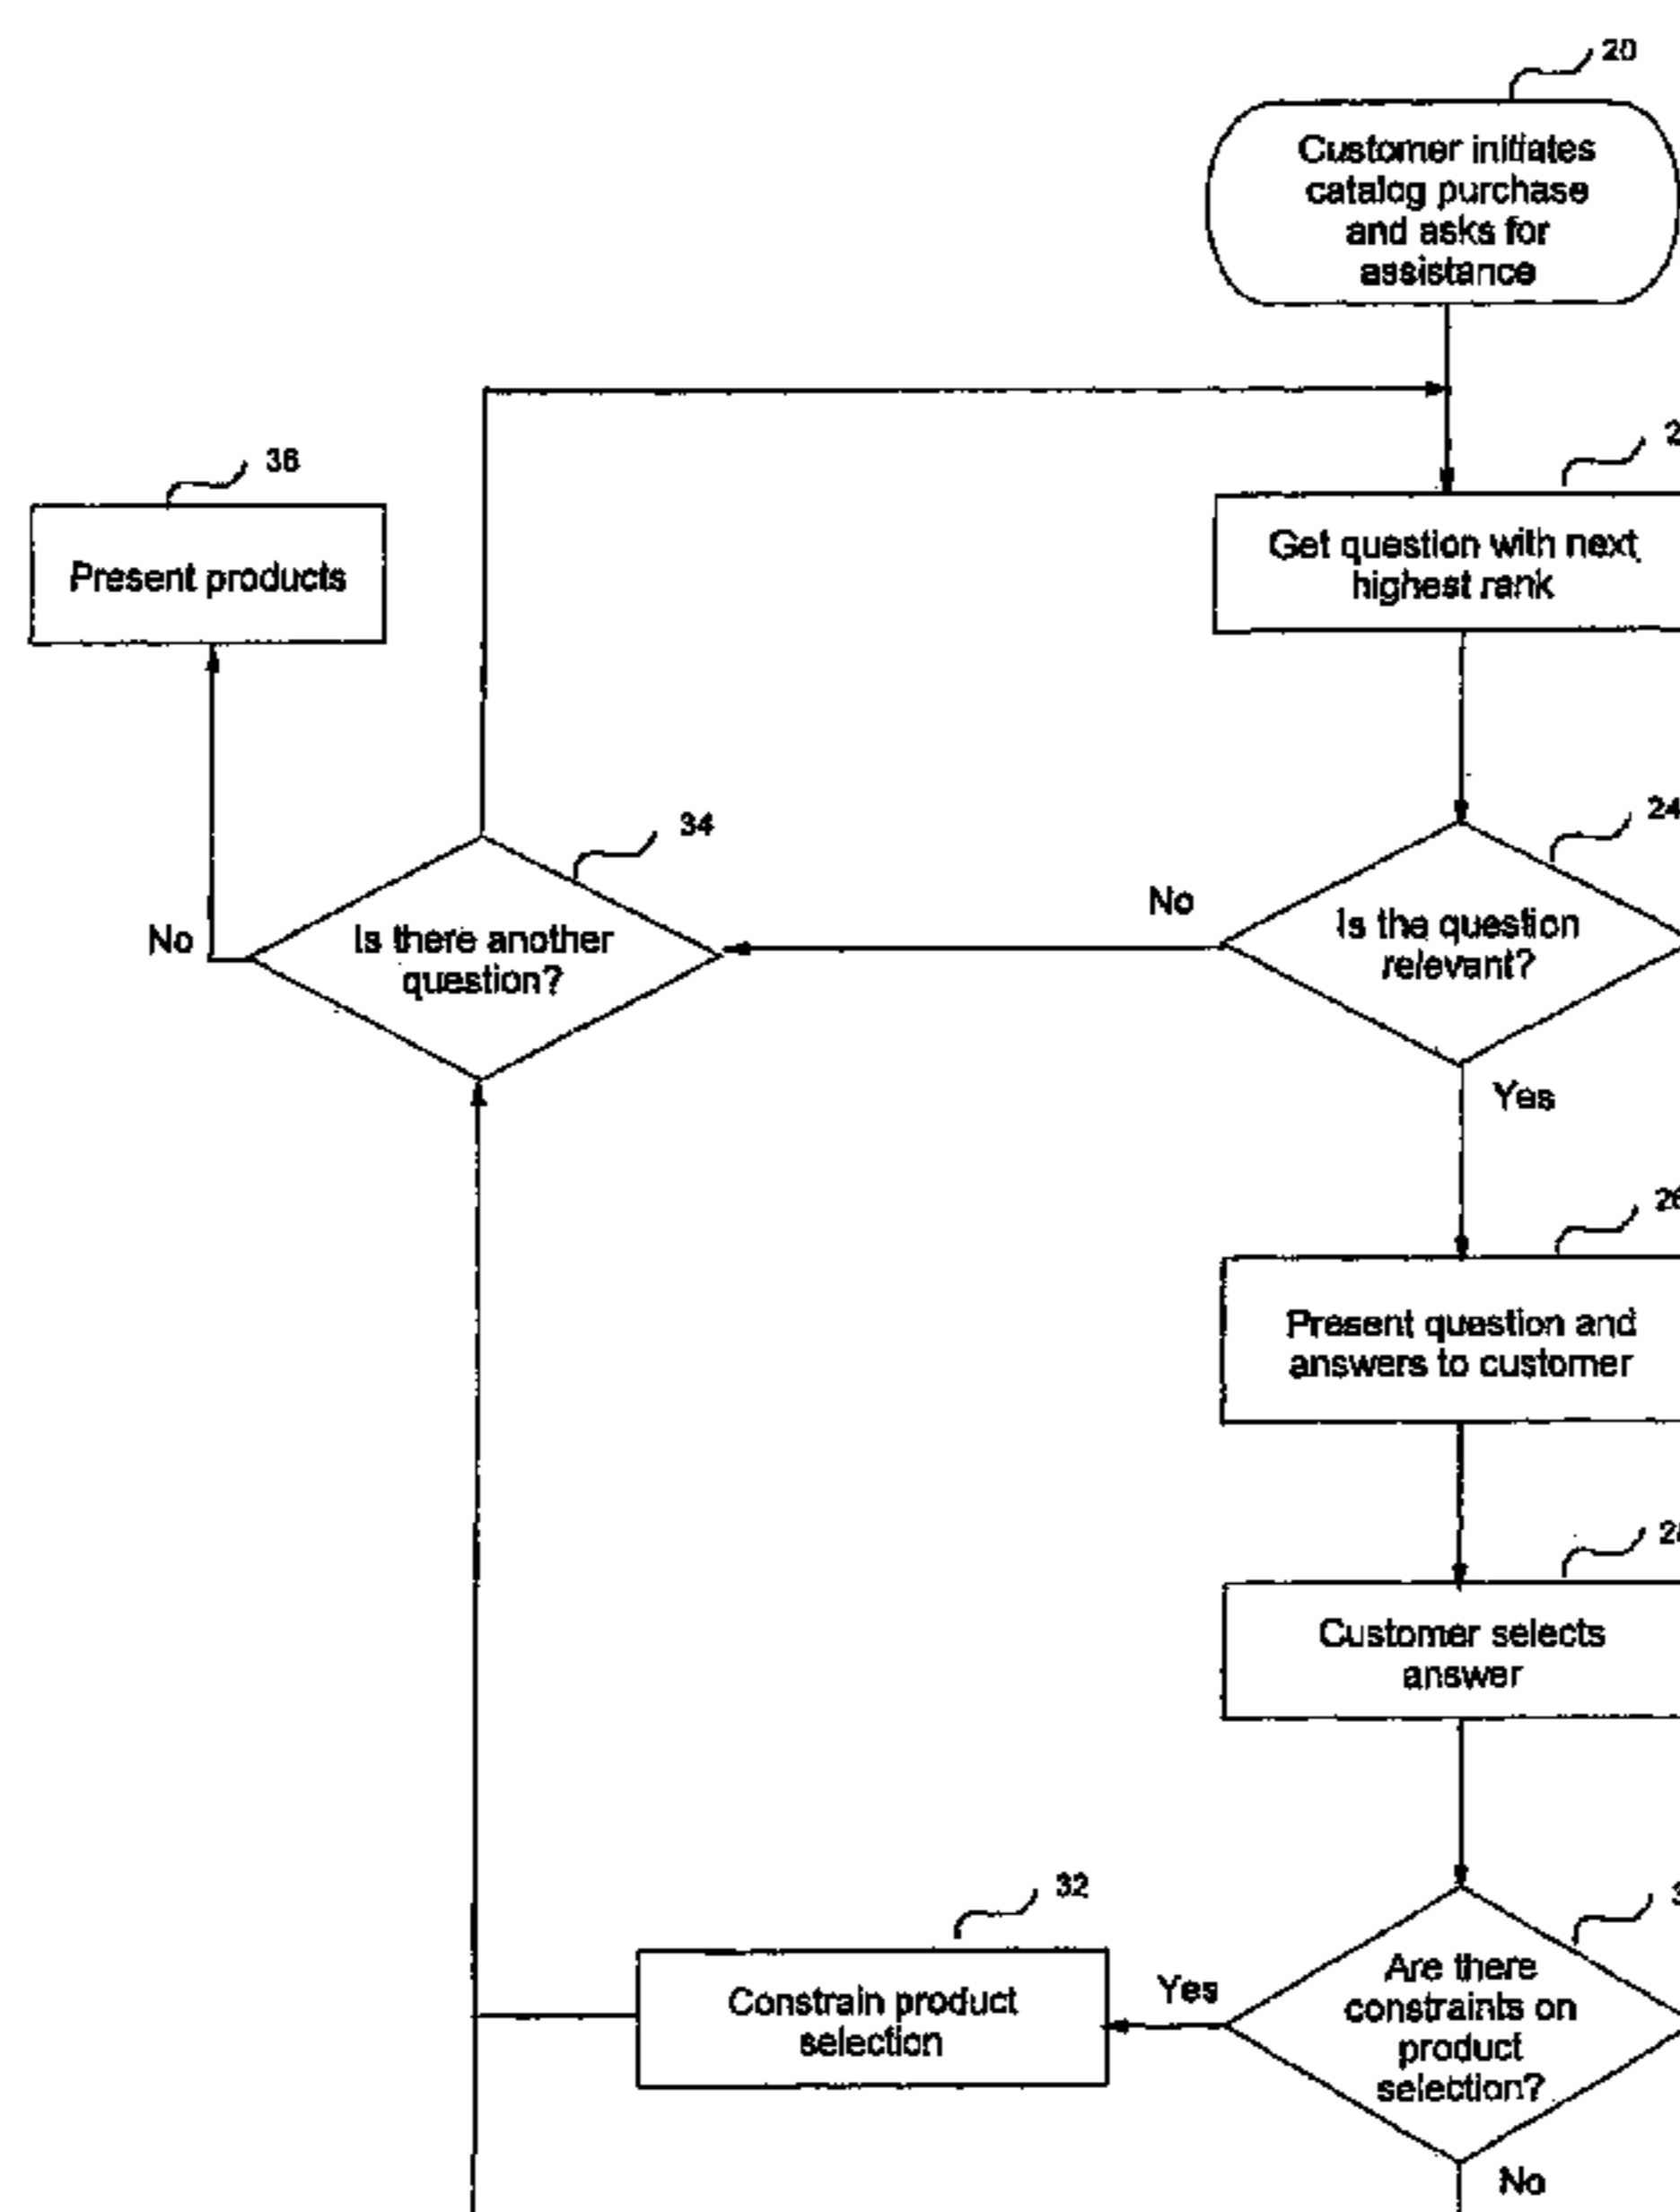 20
Customer initiates
catalog purchase
and asks for
assistance
36
Present products
Get question with next
highest rank
34
Is there another
question?
No
24
Is the question
relevant?
No
Yes
26
Present question and
answers to customer
Customer selects
answer
32
Constrain product
selection
Yes
Are there
constraints on
product
selection?
No